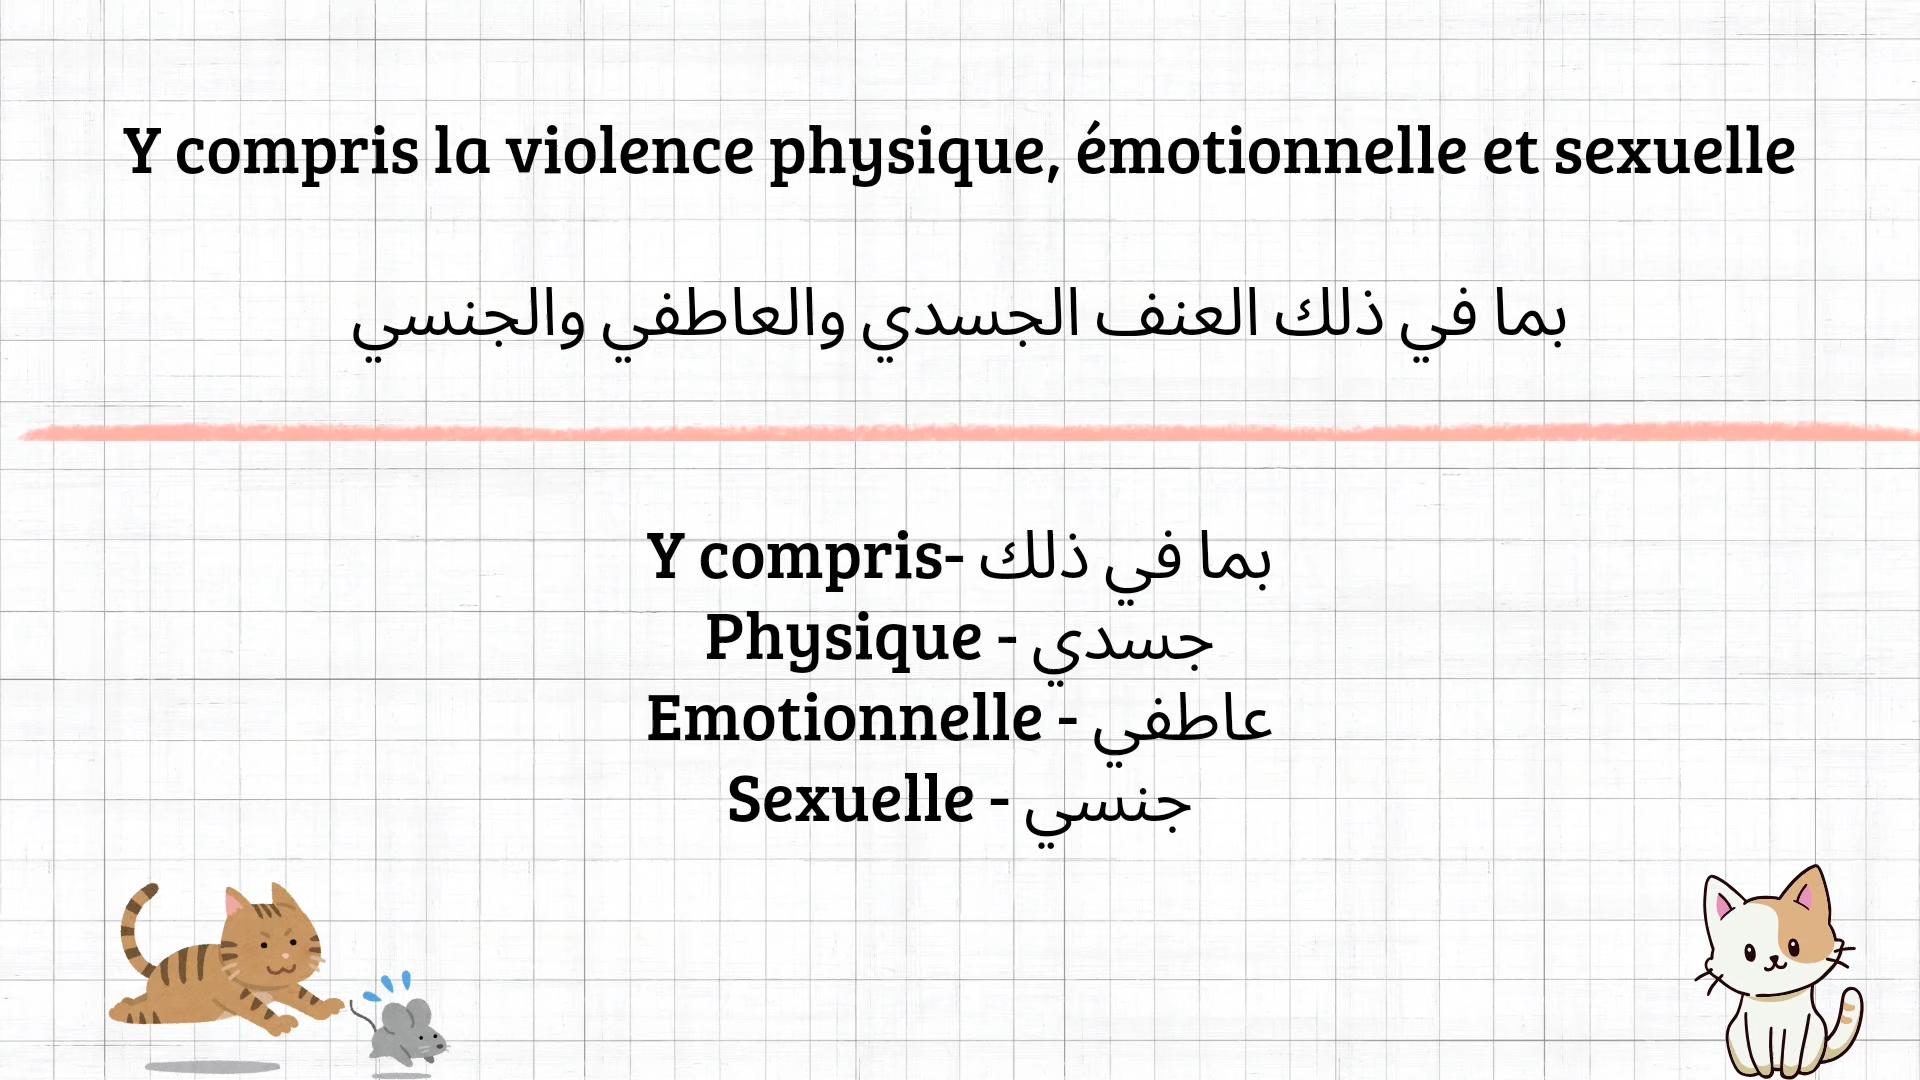 Y compris la violence physique, émotionnelle et sexuelle
بما في ذلك العنف الجسدي والعاطفي والجنسي
Y compris- بما في ذلك
Physique - جسدي
Emotionnelle - عاطفي
Sexuelle - جنسي